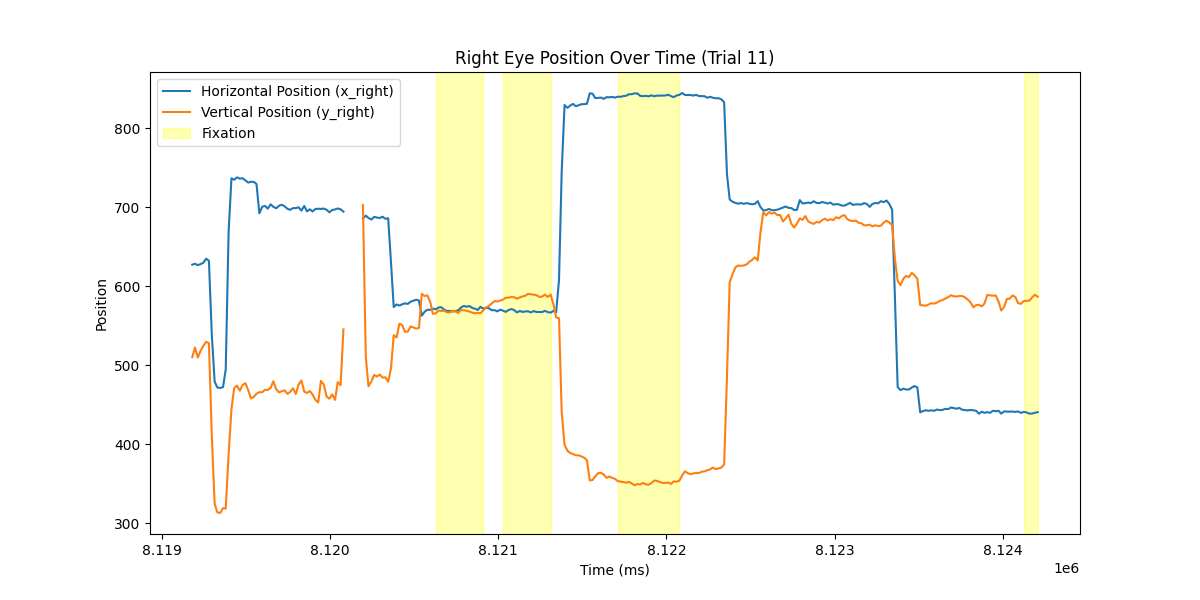 Right Eye Position Over Time (Trial 11)
Horizontal Position (x_right)
Vertical Position (y_right)
Fixation
Position
800
700
600
500
400
300
8.119 8.120 8.121 8.122 8.123 8.124
1e6
Time (ms)